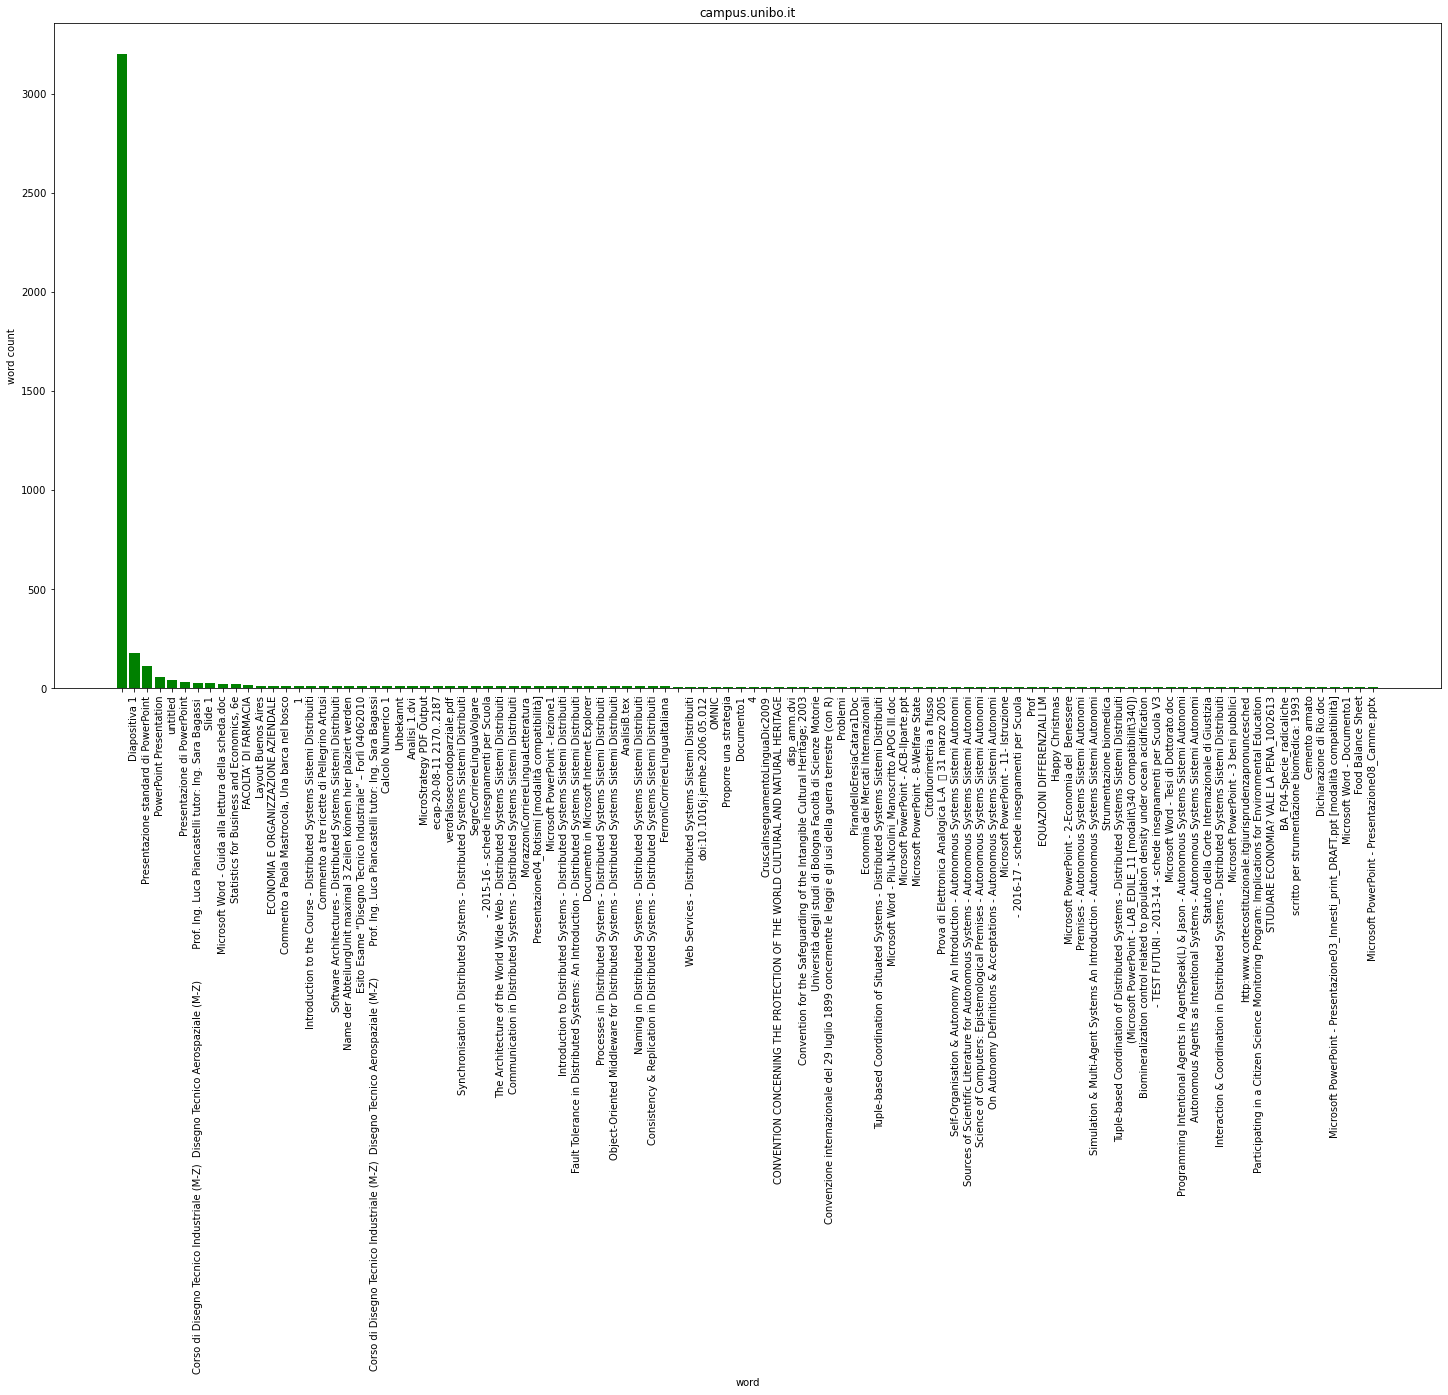 campus.unibo.it
word count
3000
2500
2000
1500
1000
500
0
Diapositiva 1
Presentazione standard di PowerPoint
PowerPoint Presentation
untitled
Presentazione di PowerPoint
Corso di Disegno Tecnico Industriale (M-Z) Disegno Tecnico Aerospaziale (M-Z) Prof. Ing. Luca Piancastelli tutor: Ing. Sara Bagassi
Slide 1
Microsoft Word - Guida alla lettura della scheda.doc
Statistics for Business and Economics, 6e
FACOLTA' DI FARMACIA
Layout Buenos Aires
ECONOMIA E ORGANIZZAZIONE AZIENDALE
Commento a Paola Mastrocola, Una barca nel bosco
1
Introduction to the Course - Distributed Systems Sistemi Distribuiti
Commento a tre ricette di Pellegrino Artusi
Software Architectures - Distributed Systems Sistemi Distribuiti
Name der AbteilungUnit maximal 3 Zeilen können hier plaziert werden
Esito Esame “Disegno Tecnico Industriale” – Forlì 04062010
Corso di Disegno Tecnico Industriale (M-Z) Disegno Tecnico Aerospaziale (M-Z) Prof. Ing. Luca Piancastelli tutor: Ing. Sara Bagassi
Calcolo Numerico 1
Unbekannt
Analisi_1.dvi
MicroStrategy PDF Output
ecap-20-08-11 2170..2187
verofalsosecondoparziale.pdf
Synchronisation in Distributed Systems - Distributed Systems Sistemi Distribuiti
SegreCorriereLinguaVolgare
- 2015-16 - schede insegnamenti per Scuola
The Architecture of the World Wide Web - Distributed Systems Sistemi Distribuiti
Communication in Distributed Systems - Distributed Systems Sistemi Distribuiti
MorazzoniCorriereLinguaLetteratura
Presentazione04_Rotismi [modalità compatibilità]
Microsoft PowerPoint - lezione1
Introduction to Distributed Systems - Distributed Systems Sistemi Distribuiti
Fault Tolerance in Distributed Systems: An Introduction - Distributed Systems Sistemi Distribuiti
Documento in Microsoft Internet Explorer
Processes in Distributed Systems - Distributed Systems Sistemi Distribuiti
Object-Oriented Middleware for Distributed Systems - Distributed Systems Sistemi Distribuiti
AnalisiB.tex
Naming in Distributed Systems - Distributed Systems Sistemi Distribuiti
Consistency & Replication in Distributed Systems - Distributed Systems Sistemi Distribuiti
FerroniCorriereLinguaItaliana
Web Services - Distributed Systems Sistemi Distribuiti
doi:10.1016j.jembe.2006.05.012
OMNIC
Proporre una strategia
Documento1
4
CruscaInsegnamentoLinguaDic2009
CONVENTION CONCERNING THE PROTECTION OF THE WORLD CULTURAL AND NATURAL HERITAGE
disp_amm.dvi
Convention for the Safeguarding of the Intangible Cultural Heritage; 2003
Università degli studi di Bologna Facoltà di Scienze Motorie
Convenzione internazionale del 29 luglio 1899 concernente le leggi e gli usi della guerra terrestre (con R)
Problemi
PirandelloEresiaCatara1Doc
Economia dei Mercati Internazionali
Tuple-based Coordination of Situated Systems - Distributed Systems Sistemi Distribuiti
Microsoft Word - Pilu-Nicolini_Manoscritto APOG III.doc
Microsoft PowerPoint - ACB-IIparte.ppt
Microsoft PowerPoint - 8-Welfare State
Citofluorimetria a flusso
Prova di Elettronica Analogica L-A 31 marzo 2005
Self-Organisation & Autonomy An Introduction - Autonomous Systems Sistemi Autonomi
Sources of Scientific Literature for Autonomous Systems - Autonomous Systems Sistemi Autonomi
Science of Computers: Epistemological Premises - Autonomous Systems Sistemi Autonomi
On Autonomy Definitions & Acceptations - Autonomous Systems Sistemi Autonomi
Microsoft PowerPoint - 11- Istruzione
- 2016-17 - schede insegnamenti per Scuola
Prof
EQUAZIONI DIFFERENZIALI LM
Happy Christmas
Microsoft PowerPoint - 2-Economia del  Benessere
Premises - Autonomous Systems Sistemi Autonomi
Simulation & Multi-Agent Systems An Introduction - Autonomous Systems Sistemi Autonomi
Strumentazione biomedica
Tuple-based Coordination of Distributed Systems - Distributed Systems Sistemi Distribuiti
(Microsoft PowerPoint - LAB_EDILE_11 [modalit\340 compatibilit\340])
Biomineralization control related to population density under ocean acidification
- TEST FUTURI - 2013-14 - schede insegnamenti per Scuola V3
Microsoft Word - Tesi di Dottorato.doc
Programming Intentional Agents in AgentSpeak(L) & Jason - Autonomous Systems Sistemi Autonomi
Autonomous Agents as Intentional Systems - Autonomous Systems Sistemi Autonomi
Statuto della Corte Internazionale di Giustizia
Interaction & Coordination in Distributed Systems - Distributed Systems Sistemi Distribuiti
Microsoft PowerPoint - 3 beni pubblici
http:www.cortecostituzionale.itgiurisprudenzapronuncesched
Participating in a Citizen Science Monitoring Program: Implications for Environmental Education
STUDIARE ECONOMIA? VALE LA PENA_1002613
BA_F04-Specie_radicaliche
scritto per strumentazione biomedica: 1993
Cemento armato
Dichiarazione di Rio.doc
Microsoft PowerPoint - Presentazione03_Innesti_print_DRAFT.ppt [modalità compatibilità]
Microsoft Word - Documento1
Food Balance Sheet
Microsoft PowerPoint - Presentazione08_Camme.pptx
word